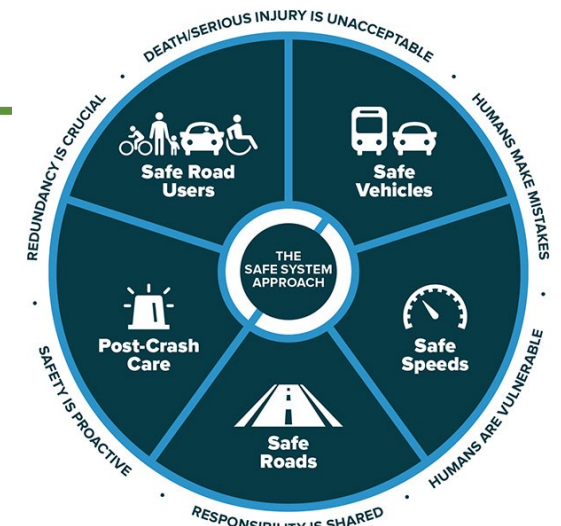 DEATH/SERIOUS INJURY IS UNACCEPTABLE
HUMANS MAKE MISTAKES
HUMANS ARE VULNERABLE
RESPONSIBILITY IS SHARED
SAFETY IS PROACTIVE
REDUNDANCY IS CRUCIAL
Safe Road
Users
Safe
Vehicles
Safe
Speeds
Safe
Roads
Post-Crash
Care
THE
SAFE SYSTEM
APPROACH